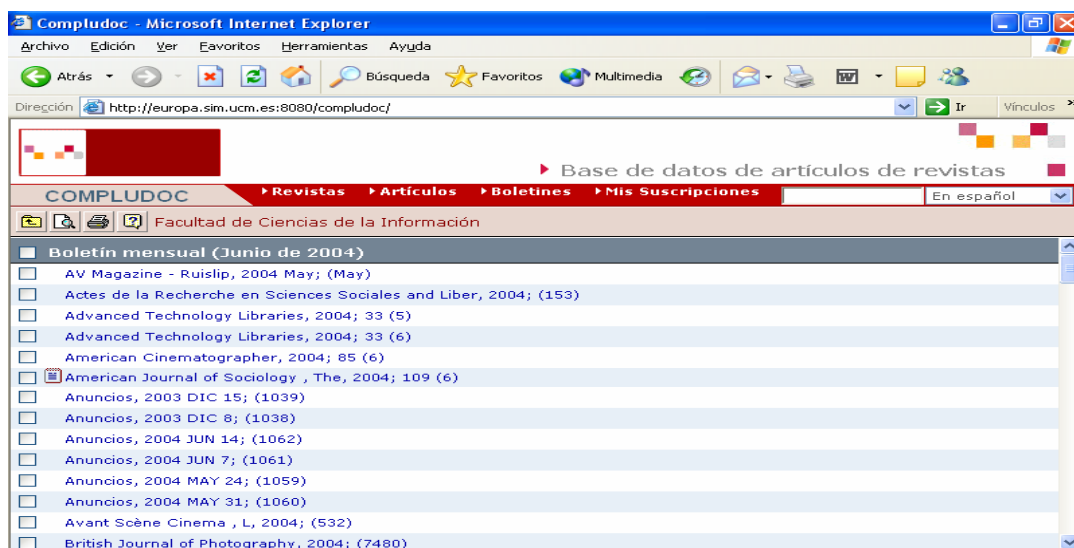 Compludoc - Microsoft Internet Explorer
Archivo Edición Ver Favoritos Herramientas Ayuda
Atrás Búsqueda Favoritos Multimedia
Dirección http://europa.sim.ucm.es:8080/compludoc/ Ir Vínculos »
Base de datos de artículos de revistas
COMPLUDOC Revistas Artículos Boletines Mis Suscripciones En español
Facultad de Ciencias de la Información
Boletín mensual (Junio de 2004)
AV Magazine - Ruislip, 2004 May; (May)
Actes de la Recherche en Sciences Sociales and Liber, 2004; (153)
Advanced Technology Libraries, 2004; 33 (5)
Advanced Technology Libraries, 2004; 33 (6)
American Cinematographer, 2004; 85 (6)
American Journal of Sociology , The, 2004; 109 (6)
Anuncios, 2003 DIC 15; (1039)
Anuncios, 2003 DIC 8; (1038)
Anuncios, 2004 JUN 14; (1062)
Anuncios, 2004 JUN 7; (1061)
Anuncios, 2004 MAY 24; (1059)
Anuncios, 2004 MAY 31; (1060)
Avant Scène Cinema , L, 2004; (532)
British Journal of Photography, 2004; (7480)